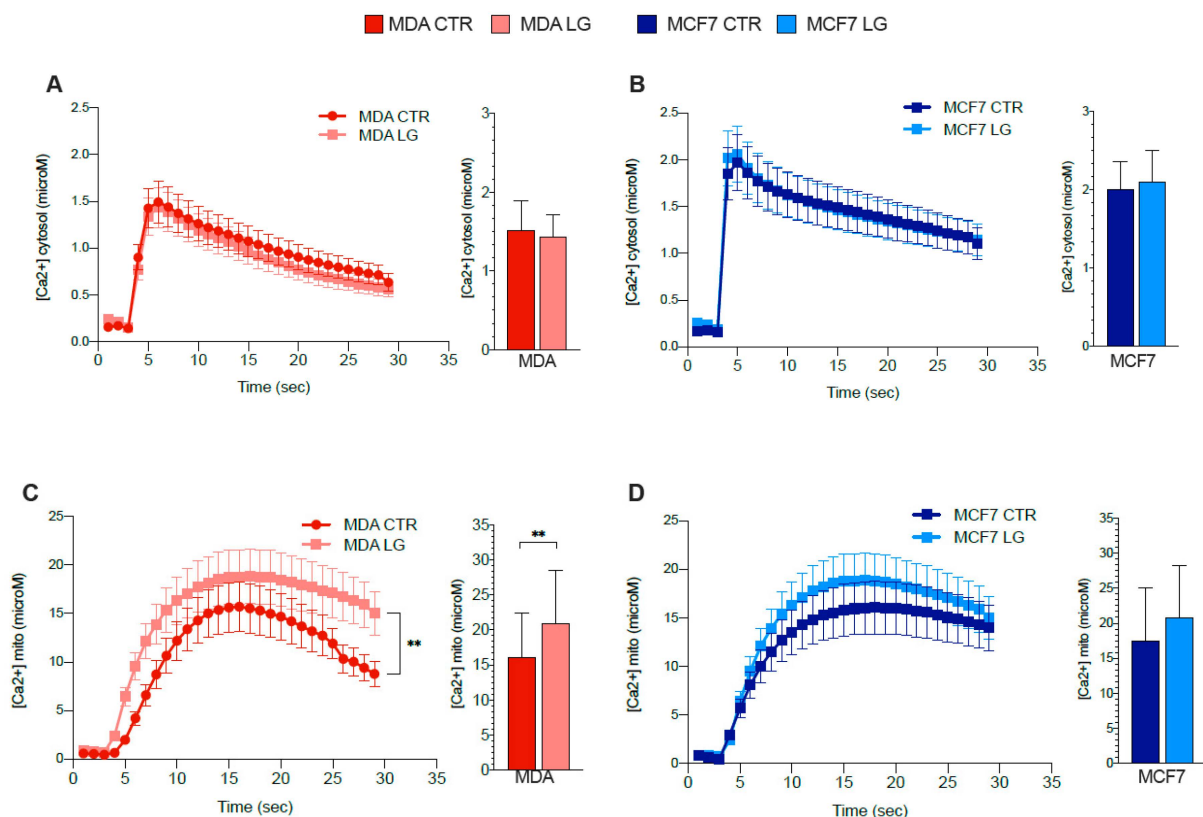 MDA CTR MDA LG MCF7 CTR MCF7 LG
A
MDA CTR
MDA LG
[Ca2+] cytosol (microM)
2.5
2.0
1.5
1.0
0.5
0.0
0 5 10 15 20 25 30 35
Time (sec)
[Ca2+] cytosol (microM)
3
2
1
0
MDA
B
MCF7 CTR
MCF7 LG
[Ca2+] cytosol (microM)
2.5
2.0
1.5
1.0
0.5
0.0
0 5 10 15 20 25 30 35
Time (sec)
[Ca2+] cytosol (microM)
3
2
1
0
MCF7
C
MDA CTR
MDA LG
[Ca2+] mito (microM)
25
20
15
10
5
0
0 5 10 15 20 25 30 35
Time (sec)
**
[Ca2+] mito (microM)
35
30
25
20
15
10
5
0
**
MDA
D
MCF7 CTR
MCF7 LG
[Ca2+] mito (microM)
25
20
15
10
5
0
0 5 10 15 20 25 30 35
Time (sec)
[Ca2+] mito (microM)
35
30
25
20
15
10
5
0
MCF7